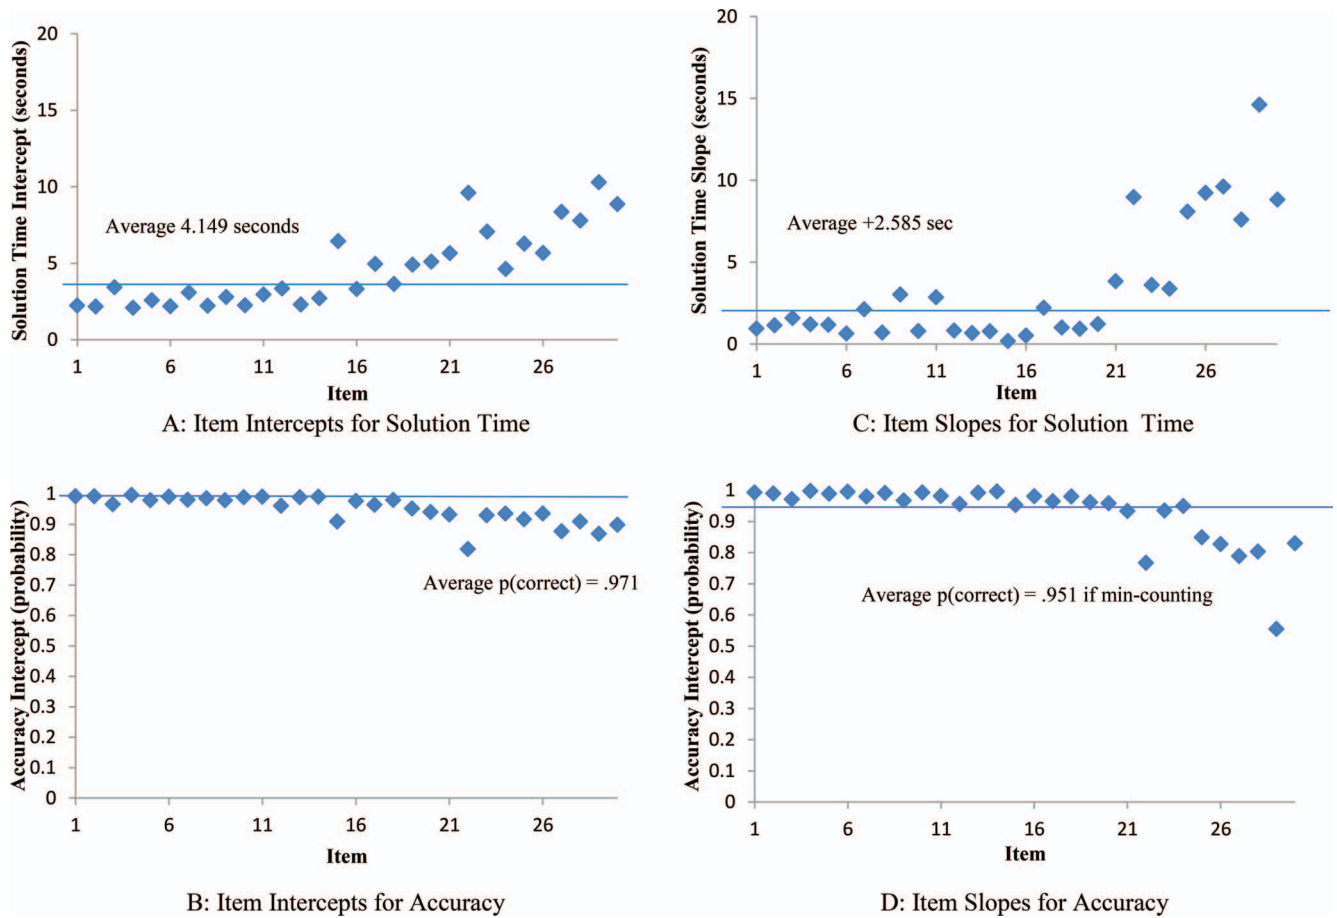 Solution Time Intercept (seconds)
20
15
10
5
0
Average 4.149 seconds
1 6 11 16 21 26
Item
A: Item Intercepts for Solution Time
Solution Time Slope (seconds)
20
15
10
5
0
Average +2.585 sec
1 6 11 16 21 26
Item
C: Item Slopes for Solution Time
Accuracy Intercept (probability)
1
0.9
0.8
0.7
0.6
0.5
0.4
0.3
0.2
0.1
0
Average p(correct) = .971
1 6 11 16 21 26
Item
B: Item Intercepts for Accuracy
Accuracy Intercept (probability)
1
0.9
0.8
0.7
0.6
0.5
0.4
0.3
0.2
0.1
0
Average p(correct) = .951 if min-counting
1 6 11 16 21 26
Item
D: Item Slopes for Accuracy